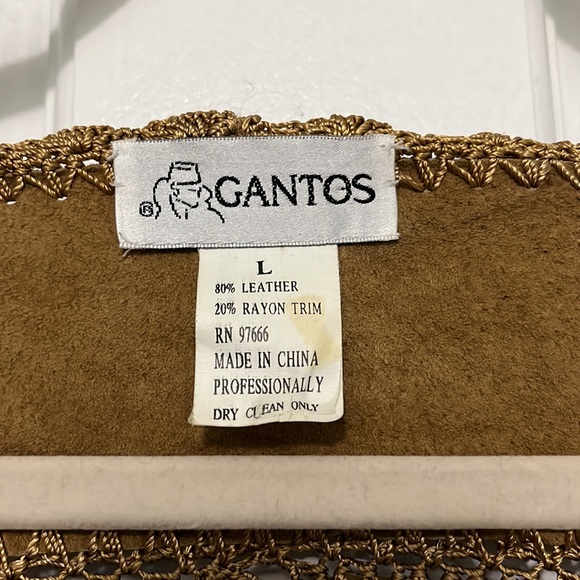 ® GANTOS
L
80% LEATHER
20% RAYON TRIM
RN 97666
MADE IN CHINA
PROFESSIONALLY
DRY CLEAN ONLY